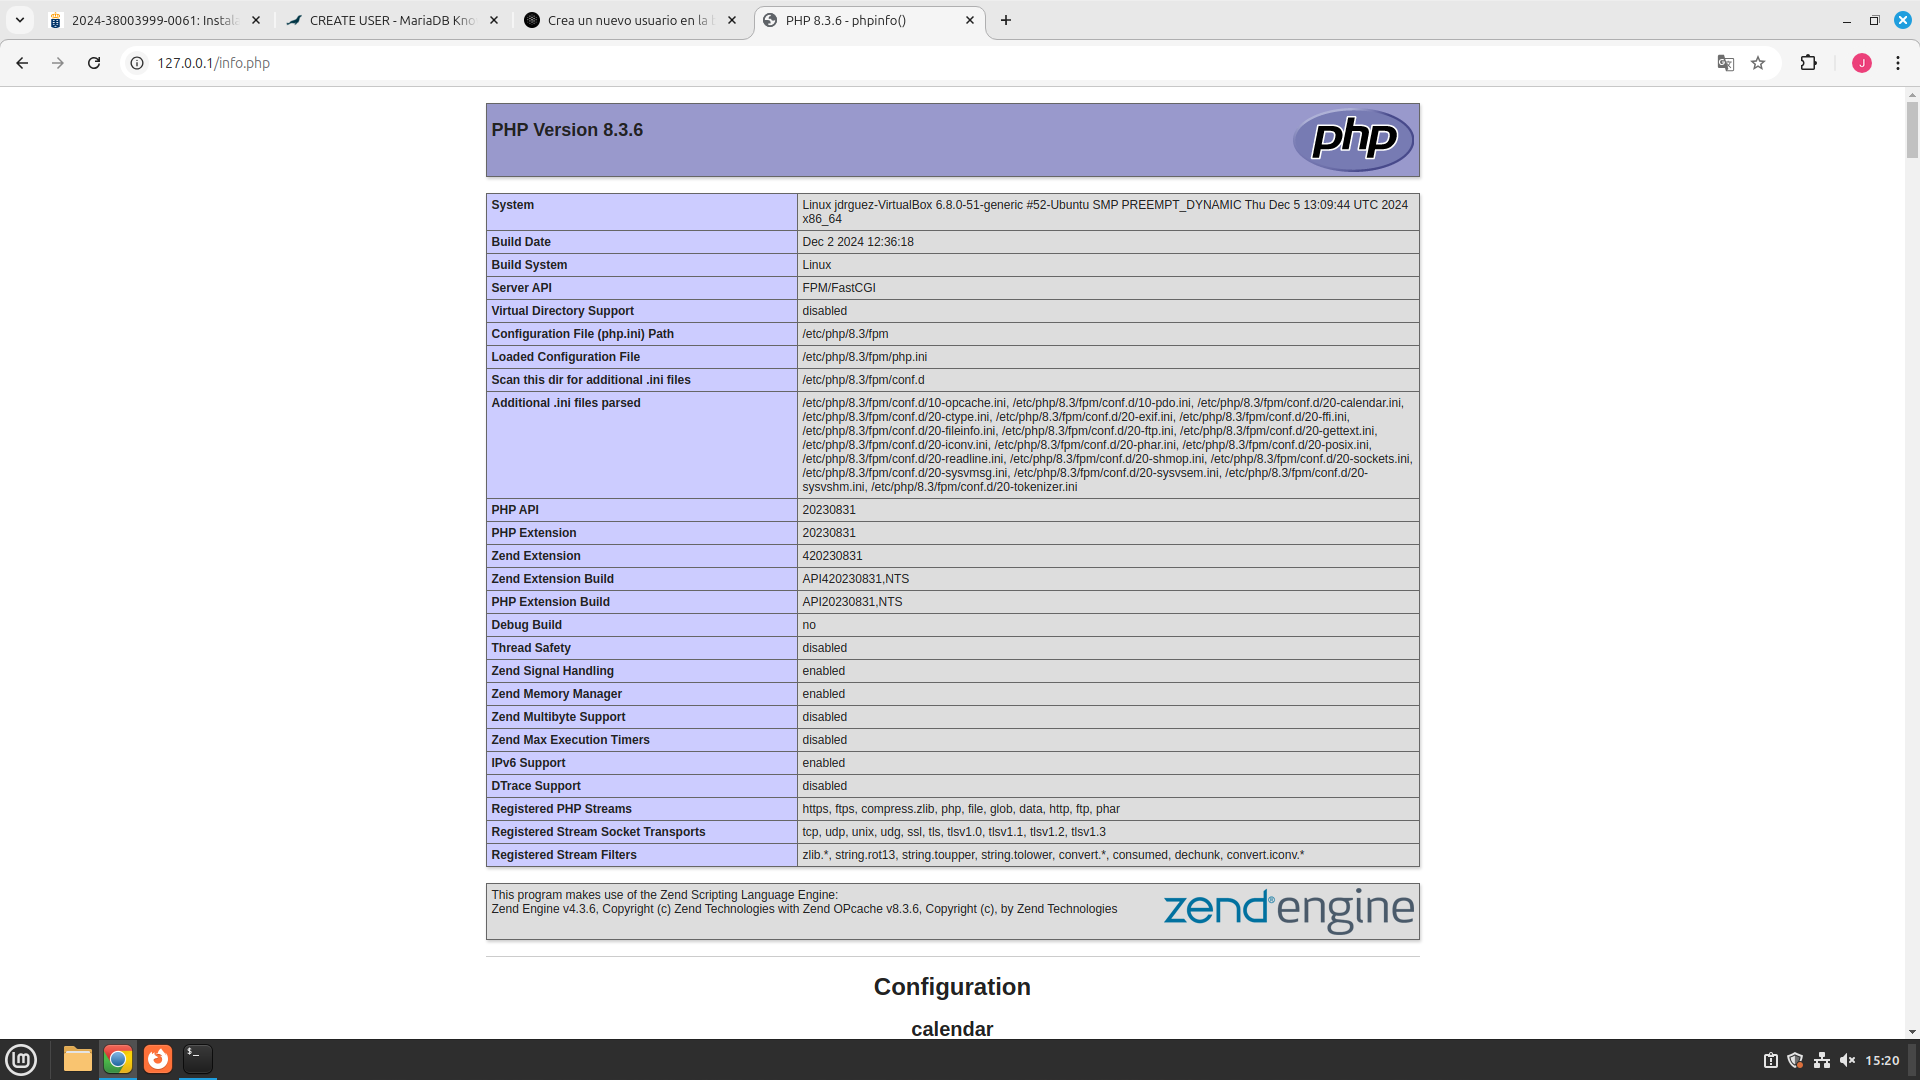 2024-38003999-0061: Instala
CREATE USER - MariaDB Kno
Crea un nuevo usuario en la b
PHP 8.3.6 - phpinfo()
127.0.0.1/info.php
J
PHP Version 8.3.6
php
System
Linux jdrguez-VirtualBox 6.8.0-51-generic #52-Ubuntu SMP PREEMPT_DYNAMIC Thu Dec 5 13:09:44 UTC 2024
x86_64
Build Date
Dec 2 2024 12:36:18
Build System
Linux
Server API
FPM/FastCGI
Virtual Directory Support
disabled
Configuration File (php.ini) Path
/etc/php/8.3/fpm
Loaded Configuration File
/etc/php/8.3/fpm/php.ini
Scan this dir for additional .ini files
/etc/php/8.3/fpm/conf.d
Additional .ini files parsed
/etc/php/8.3/fpm/conf.d/10-opcache.ini, /etc/php/8.3/fpm/conf.d/10-pdo.ini, /etc/php/8.3/fpm/conf.d/20-calendar.ini,
/etc/php/8.3/fpm/conf.d/20-ctype.ini, /etc/php/8.3/fpm/conf.d/20-exif.ini, /etc/php/8.3/fpm/conf.d/20-ffi.ini,
/etc/php/8.3/fpm/conf.d/20-fileinfo.ini, /etc/php/8.3/fpm/conf.d/20-ftp.ini, /etc/php/8.3/fpm/conf.d/20-gettext.ini,
/etc/php/8.3/fpm/conf.d/20-iconv.ini, /etc/php/8.3/fpm/conf.d/20-phar.ini, /etc/php/8.3/fpm/conf.d/20-posix.ini,
/etc/php/8.3/fpm/conf.d/20-readline.ini, /etc/php/8.3/fpm/conf.d/20-shmop.ini, /etc/php/8.3/fpm/conf.d/20-sockets.ini,
/etc/php/8.3/fpm/conf.d/20-sysvmsg.ini, /etc/php/8.3/fpm/conf.d/20-sysvsem.ini, /etc/php/8.3/fpm/conf.d/20-
sysvshm.ini, /etc/php/8.3/fpm/conf.d/20-tokenizer.ini
PHP API
20230831
PHP Extension
20230831
Zend Extension
420230831
Zend Extension Build
API420230831,NTS
PHP Extension Build
API20230831,NTS
Debug Build
no
Thread Safety
disabled
Zend Signal Handling
enabled
Zend Memory Manager
enabled
Zend Multibyte Support
disabled
Zend Max Execution Timers
disabled
IPv6 Support
enabled
DTrace Support
disabled
Registered PHP Streams
https, ftps, compress.zlib, php, file, glob, data, http, ftp, phar
Registered Stream Socket Transports
tcp, udp, unix, udg, ssl, tls, tlsv1.0, tlsv1.1, tlsv1.2, tlsv1.3
Registered Stream Filters
zlib.*, string.rot13, string.toupper, string.tolower, convert.*, consumed, dechunk, convert.iconv.*
This program makes use of the Zend Scripting Language Engine:
Zend Engine v4.3.6, Copyright (c) Zend Technologies with Zend OPcache v8.3.6, Copyright (c), by Zend Technologies
zend® engine
Configuration
calendar
15:20